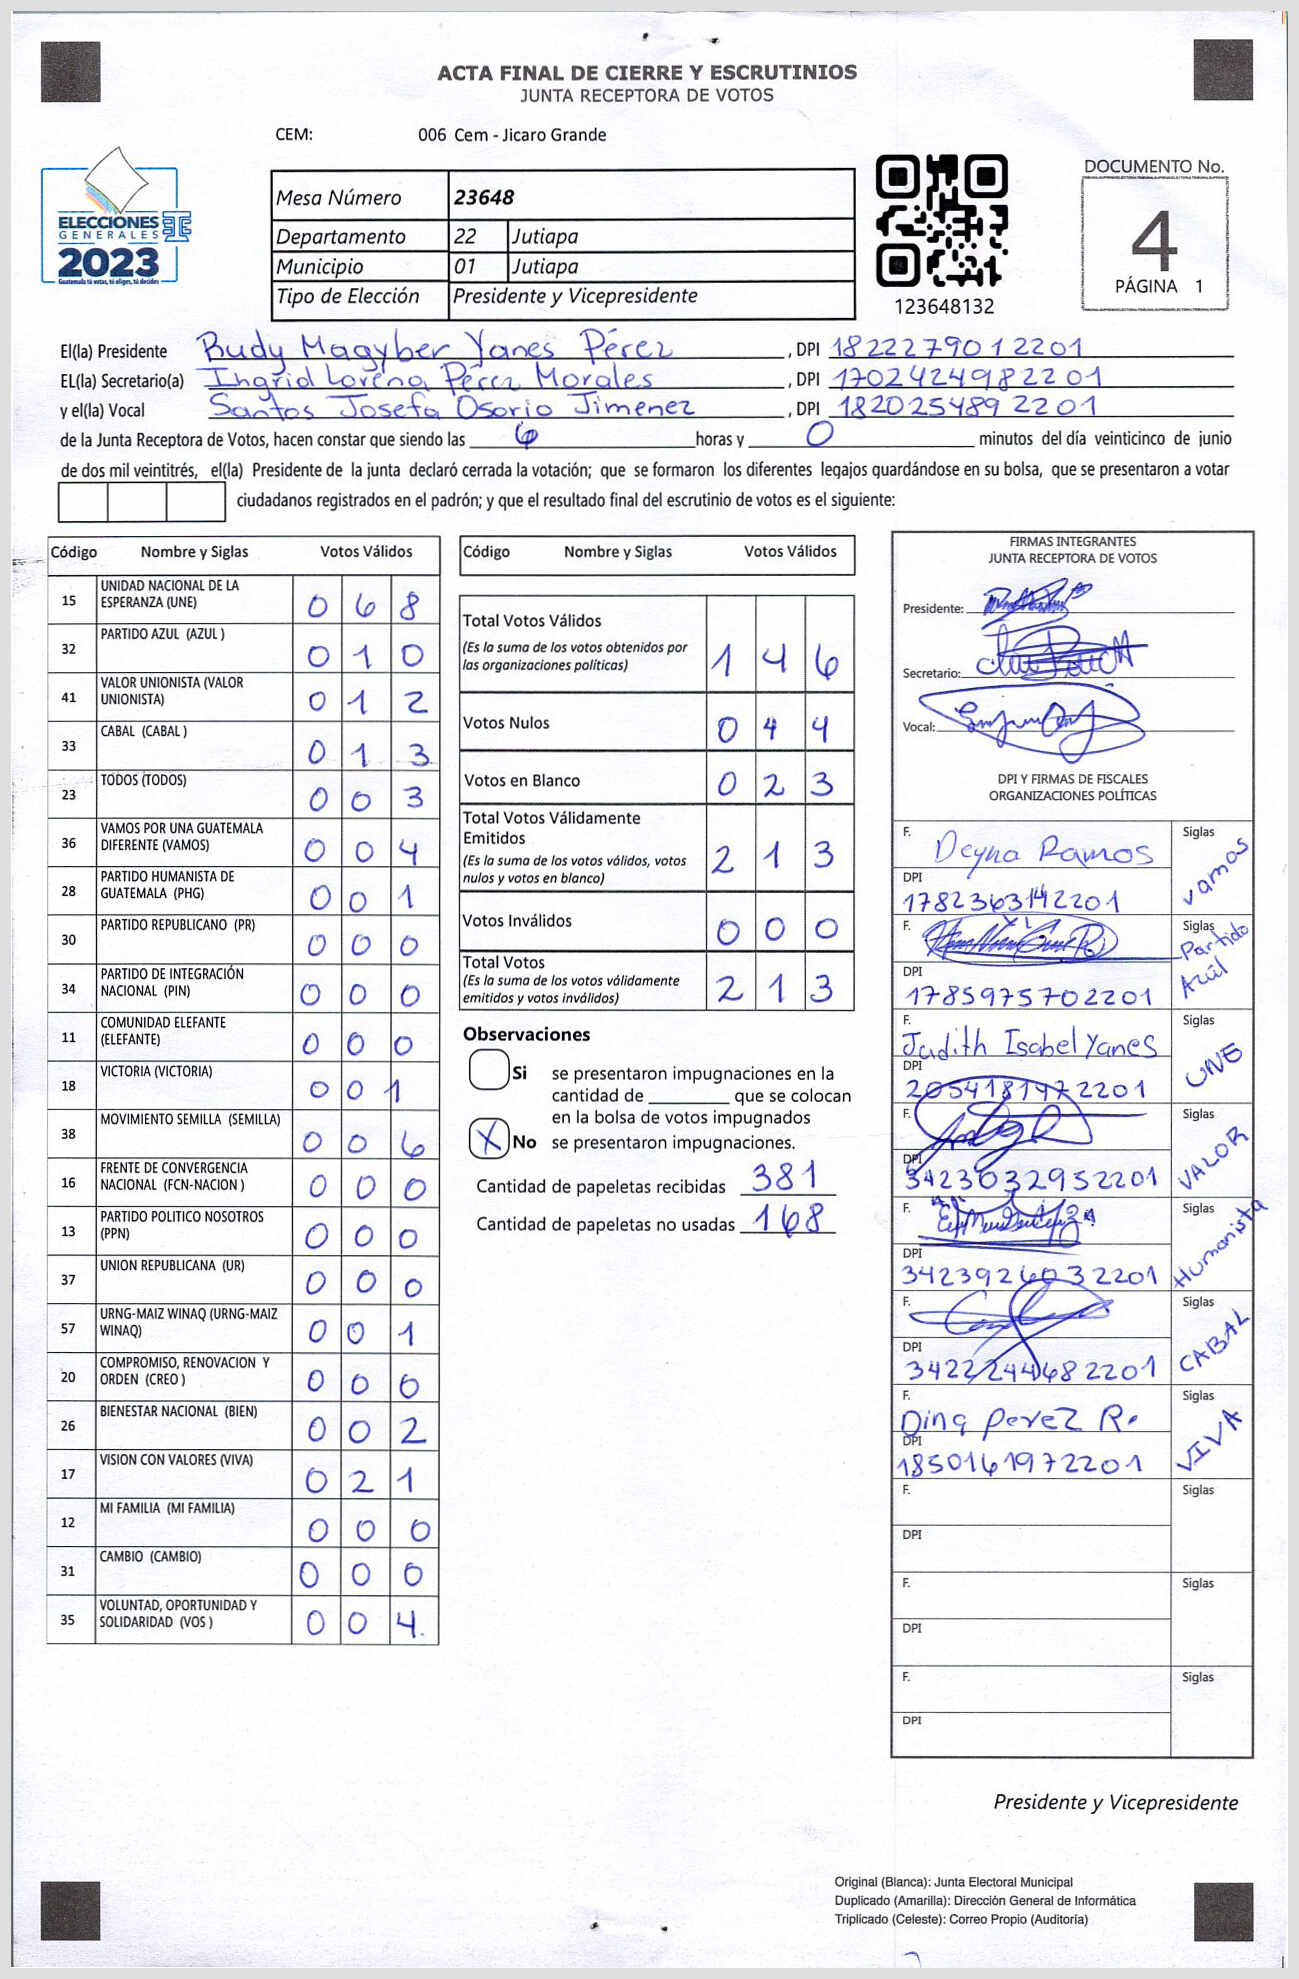 ACTA FINAL DE CIERRE Y ESCRUTINIOS
JUNTA RECEPTORA DE VOTOS
CEM: 006 Cem - Jicaro Grande
ELECCIONES
GENERALES
2023
Guatemala tú votas, tú eliges, tú decides
Mesa Número 23648
Departamento 22 Jutiapa
Municipio 01 Jutiapa
Tipo de Elección Presidente y Vicepresidente
123648132
DOCUMENTO No.
4
PÁGINA 1
El(la) Presidente Rudy Magyber Yanes Pérez, DPI 1822279012201
EL(la) Secretario(a) Ingrid Lorena Pérez Morales, DPI 1702424982201
y el(la) Vocal Santos Josefa Osorio Jimenez, DPI 1820254892201
de la Junta Receptora de Votos, hacen constar que siendo las 6 horas y 0 minutos del día veinticinco de junio
de dos mil veintitrés, el(la) Presidente de la junta declaró cerrada la votación; que se formaron los diferentes legajos guardándose en su bolsa, que se presentaron a votar
ciudadanos registrados en el padrón; y que el resultado final del escrutinio de votos es el siguiente:
Código Nombre y Siglas Votos Válidos
15 UNIDAD NACIONAL DE LA ESPERANZA (UNE) 0 6 8
32 PARTIDO AZUL (AZUL ) 0 1 0
41 VALOR UNIONISTA (VALOR UNIONISTA) 0 1 2
33 CABAL (CABAL ) 0 1 3
23 TODOS (TODOS) 0 0 3
36 VAMOS POR UNA GUATEMALA DIFERENTE (VAMOS) 0 0 4
28 PARTIDO HUMANISTA DE GUATEMALA (PHG) 0 0 1
30 PARTIDO REPUBLICANO (PR) 0 0 0
34 PARTIDO DE INTEGRACIÓN NACIONAL (PIN) 0 0 0
11 COMUNIDAD ELEFANTE (ELEFANTE) 0 0 0
18 VICTORIA (VICTORIA) 0 0 1
38 MOVIMIENTO SEMILLA (SEMILLA) 0 0 6
16 FRENTE DE CONVERGENCIA NACIONAL (FCN-NACION ) 0 0 0
13 PARTIDO POLITICO NOSOTROS (PPN) 0 0 0
37 UNION REPUBLICANA (UR) 0 0 0
57 URNG-MAIZ WINAQ (URNG-MAIZ WINAQ) 0 0 1
20 COMPROMISO, RENOVACION Y ORDEN (CREO ) 0 0 0
26 BIENESTAR NACIONAL (BIEN) 0 0 2
17 VISION CON VALORES (VIVA) 0 2 1
12 MI FAMILIA (MI FAMILIA) 0 0 0
31 CAMBIO (CAMBIO) 0 0 0
35 VOLUNTAD, OPORTUNIDAD Y SOLIDARIDAD (VOS ) 0 0 4.
Código Nombre y Siglas Votos Válidos
Total Votos Válidos 1 4 6
(Es la suma de los votos obtenidos por
las organizaciones políticas)
Votos Nulos 0 4 4
Votos en Blanco 0 2 3
Total Votos Válidamente
Emitidos 2 1 3
(Es la suma de los votos válidos, votos
nulos y votos en blanco)
Votos Inválidos 0 0 0
Total Votos 2 1 3
(Es la suma de los votos válidamente
emitidos y votos inválidos)
Observaciones
Si se presentaron impugnaciones en la
cantidad de ________ que se colocan
en la bolsa de votos impugnados
X No se presentaron impugnaciones.
Cantidad de papeletas recibidas 381
Cantidad de papeletas no usadas 168
FIRMAS INTEGRANTES
JUNTA RECEPTORA DE VOTOS
Presidente:
Secretario:
Vocal:
DPI Y FIRMAS DE FISCALES
ORGANIZACIONES POLÍTICAS
F. Deyna Ramos Siglas Vamos
DPI
F. Siglas Partido Azúl
DPI 1785975702201
F. Judith Isabel Yanes Siglas UNE
DPI 2054181972201
F. Siglas VALOR
DPI 3423032952201
F. Siglas Humanista
DPI 3423926032201
F. Siglas CABAL
DPI 3422244682201
F. Dina Perez R. Siglas VIVA
DPI 1850161972201
F. Siglas
DPI
F. Siglas
DPI
F. Siglas
DPI
Presidente y Vicepresidente
Original (Blanca): Junta Electoral Municipal
Duplicado (Amarilla): Dirección General de Informática
Triplicado (Celeste): Correo Propio (Auditoría)